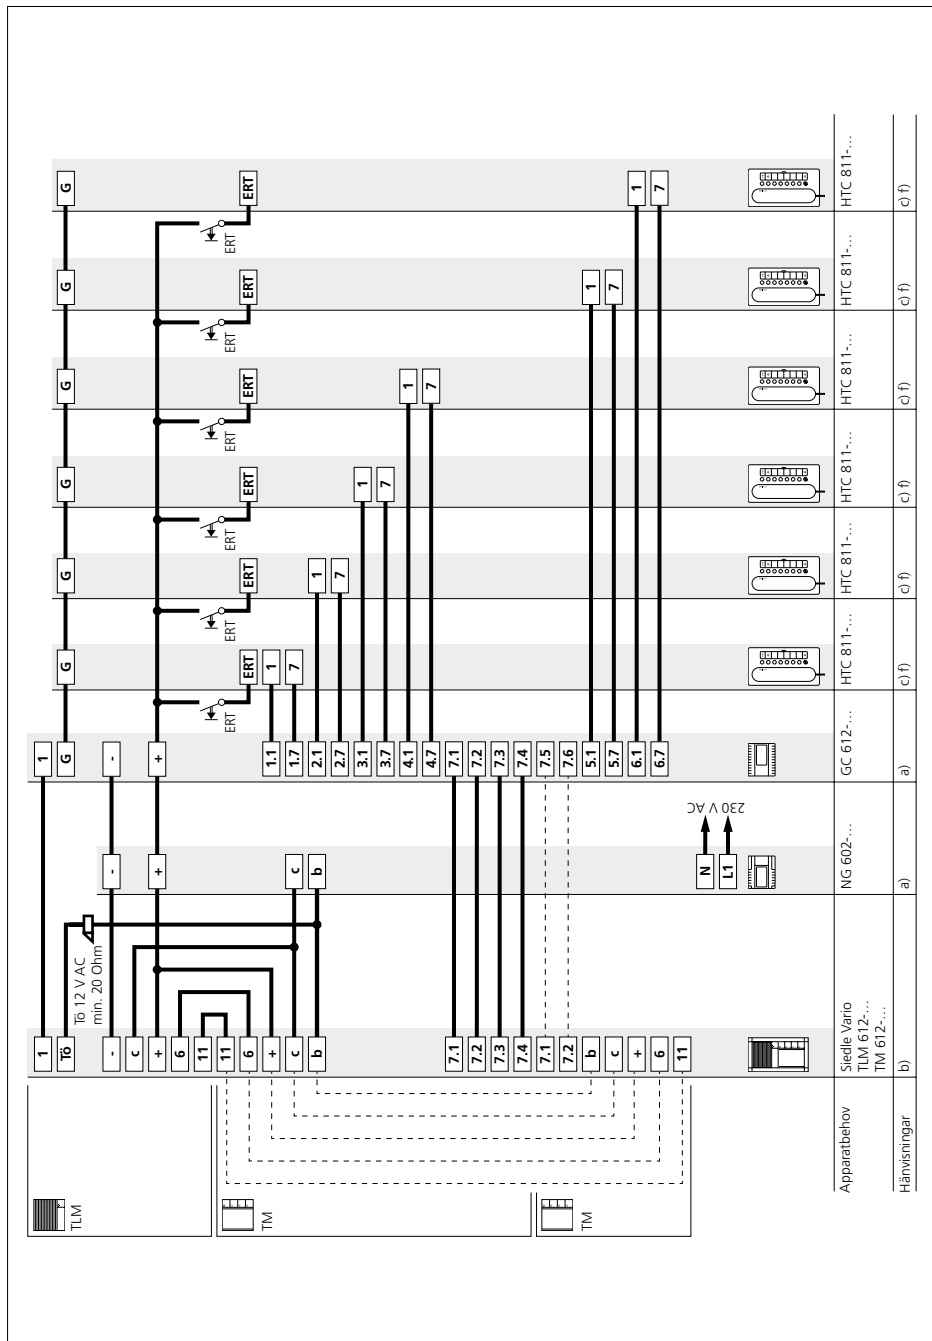 1 1
Tö G G G G G G G
TLM
Tö 12 V AC
min. 20 Ohm
- - -
c
+ + +
6
11
11
ERT ERT ERT ERT ERT ERT
6 ERT ERT ERT ERT ERT ERT
TM
+ 1.1 1
c c 1.7 7
b b 2.1 1
2.7 7
3.1 1
3.7 7
4.1 1
4.7 7
7.1 7.1
7.2 7.2
7.3 7.3
7.4 7.4
7.1 7.5
7.2 7.6
TM
b 5.1 1
c 5.7 7
+ 6.1 1
6 6.7 7
11
N
230 V AC
L1
Apparatbehov Siedle Vario NG 602-... GC 612-... HTC 811-... HTC 811-... HTC 811-... HTC 811-... HTC 811-... HTC 811-...
TLM 612-...
TM 612-...
Hänvisningar b) a) a) c) f) c) f) c) f) c) f) c) f) c) f)